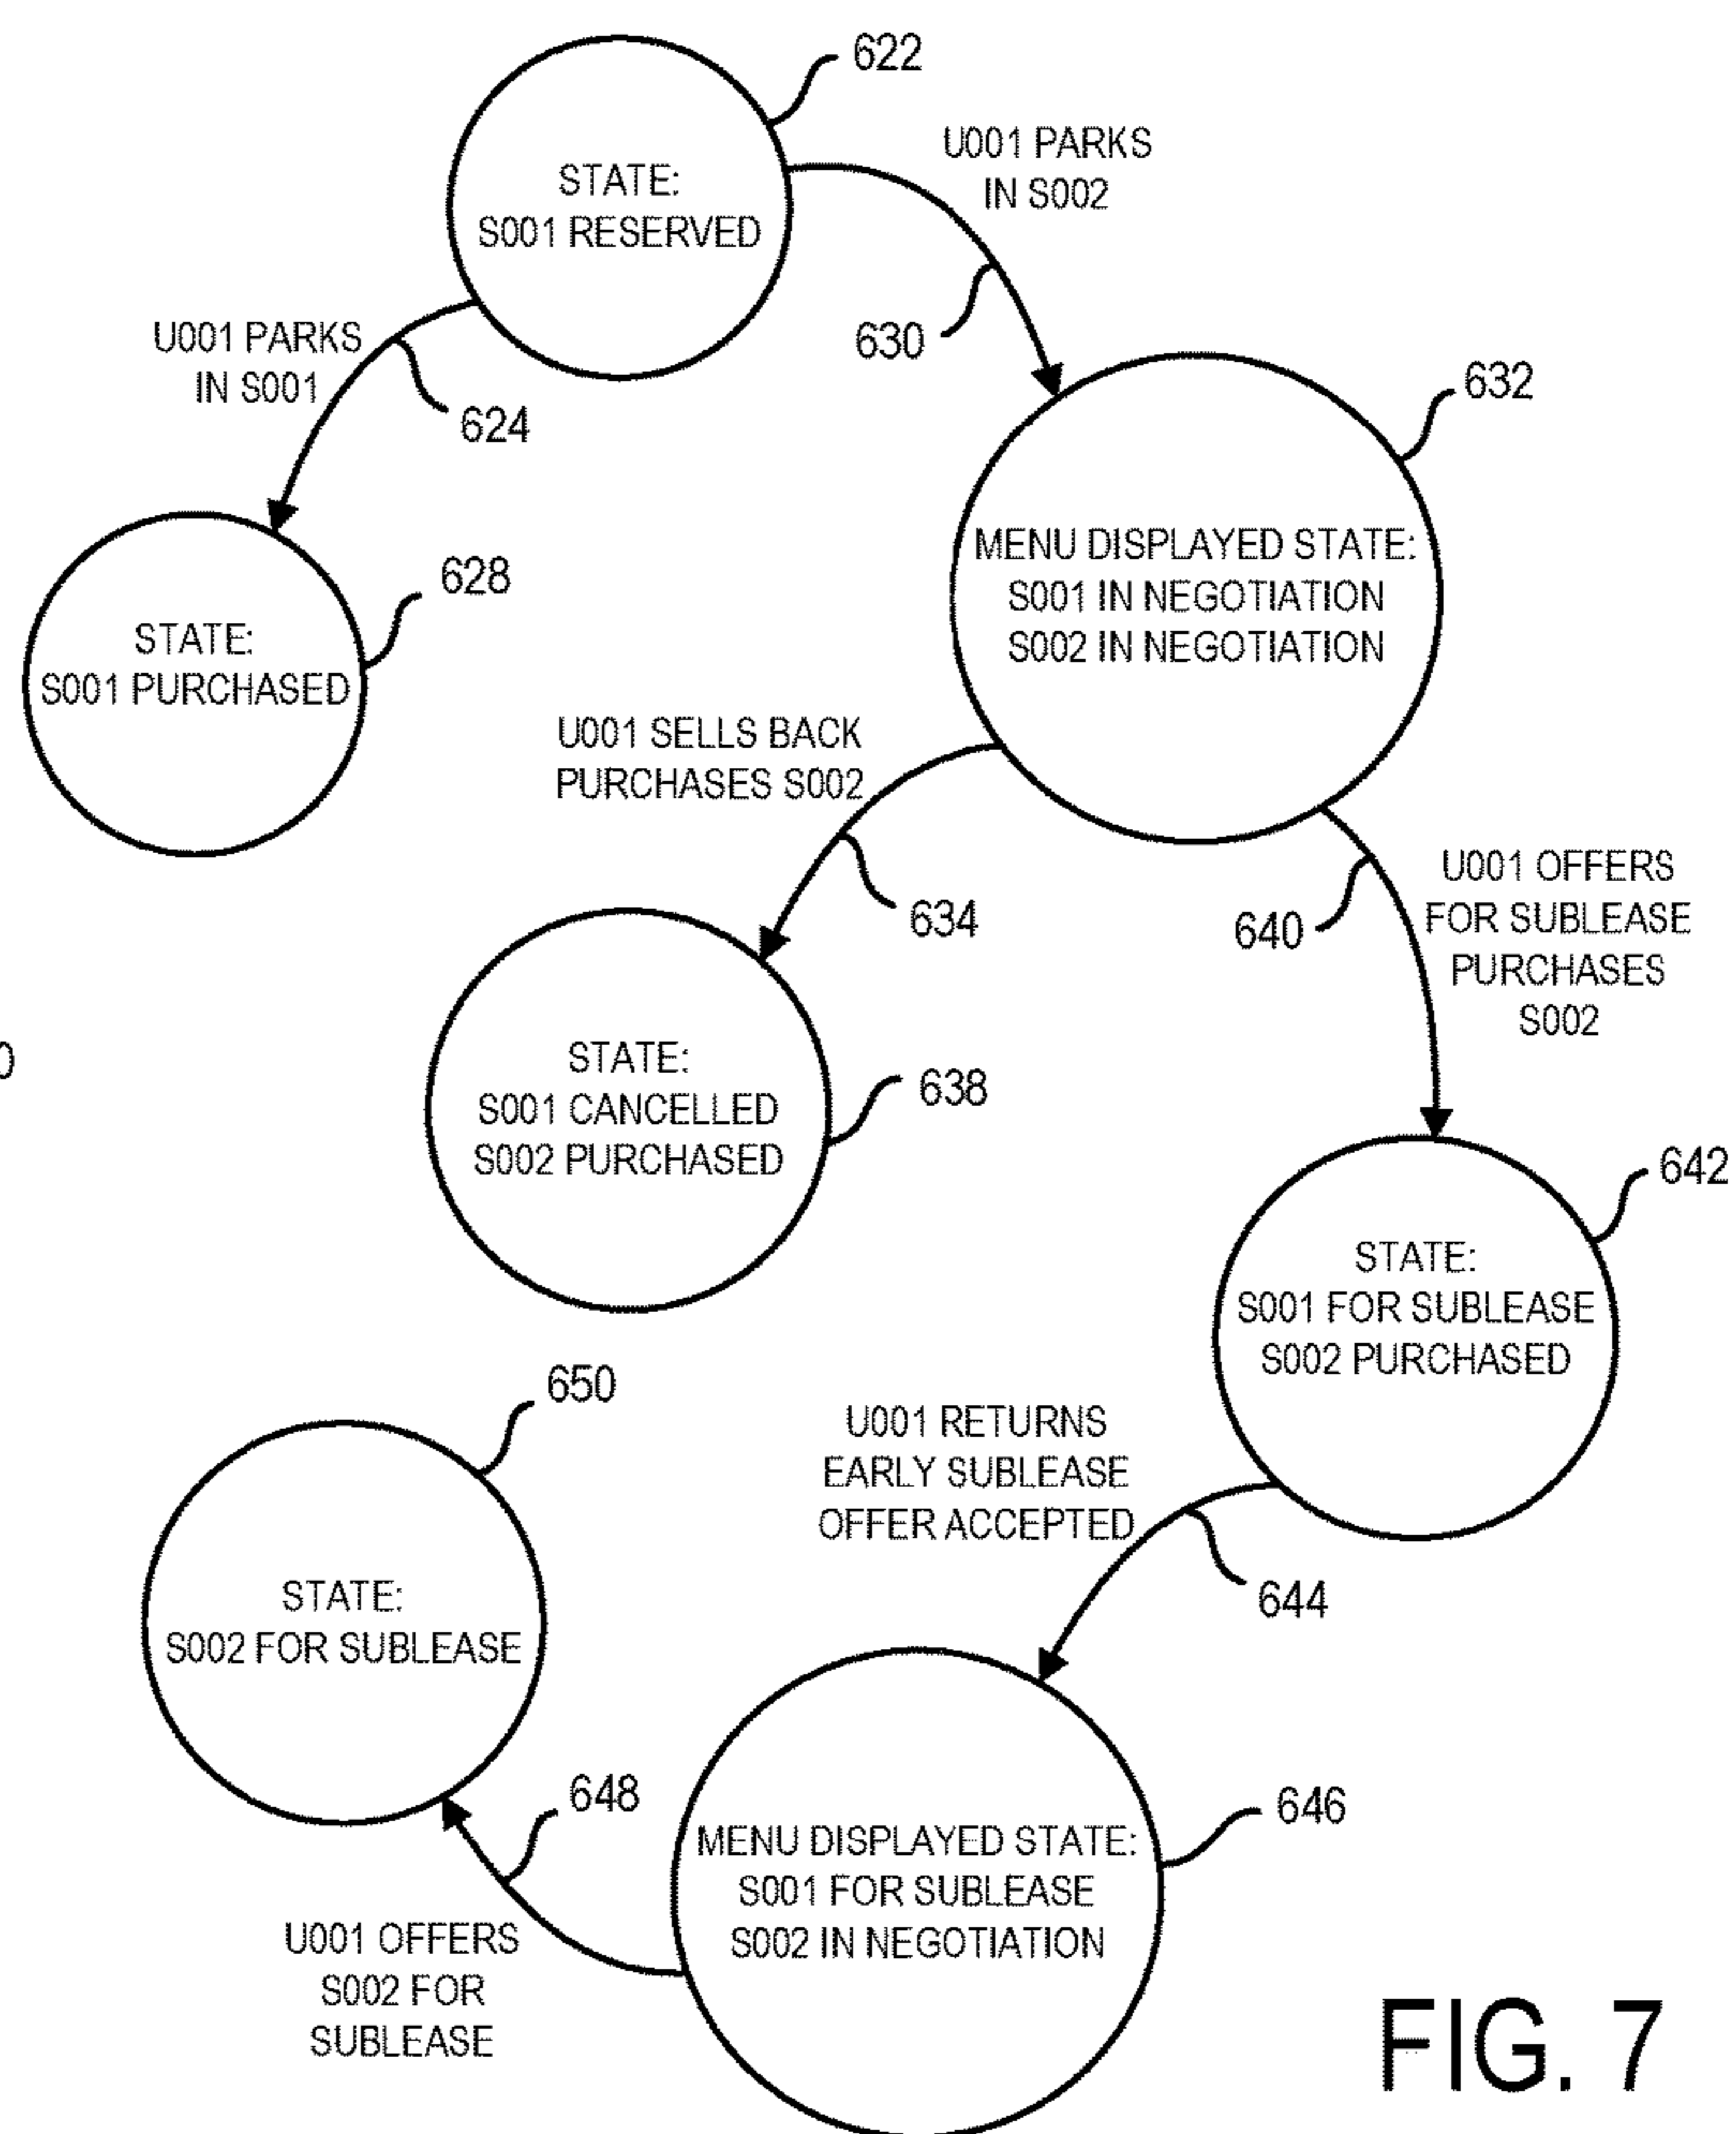 622
U001 PARKS
IN S002
STATE:
S001 RESERVED
630
U001 PARKS
IN S001
624
632
MENU DISPLAYED STATE:
S001 IN NEGOTIATION
S002 IN NEGOTIATION
628
STATE:
S001 PURCHASED
U001 SELLS BACK
PURCHASES S002
634
640
U001 OFFERS
FOR SUBLEASE
PURCHASES
S002
0
STATE:
S001 CANCELLED
S002 PURCHASED
638
642
STATE:
S001 FOR SUBLEASE
S002 PURCHASED
650
U001 RETURNS
EARLY SUBLEASE
OFFER ACCEPTED
644
STATE:
S002 FOR SUBLEASE
648
646
MENU DISPLAYED STATE:
S001 FOR SUBLEASE
S002 IN NEGOTIATION
U001 OFFERS
S002 FOR
SUBLEASE
FIG. 7